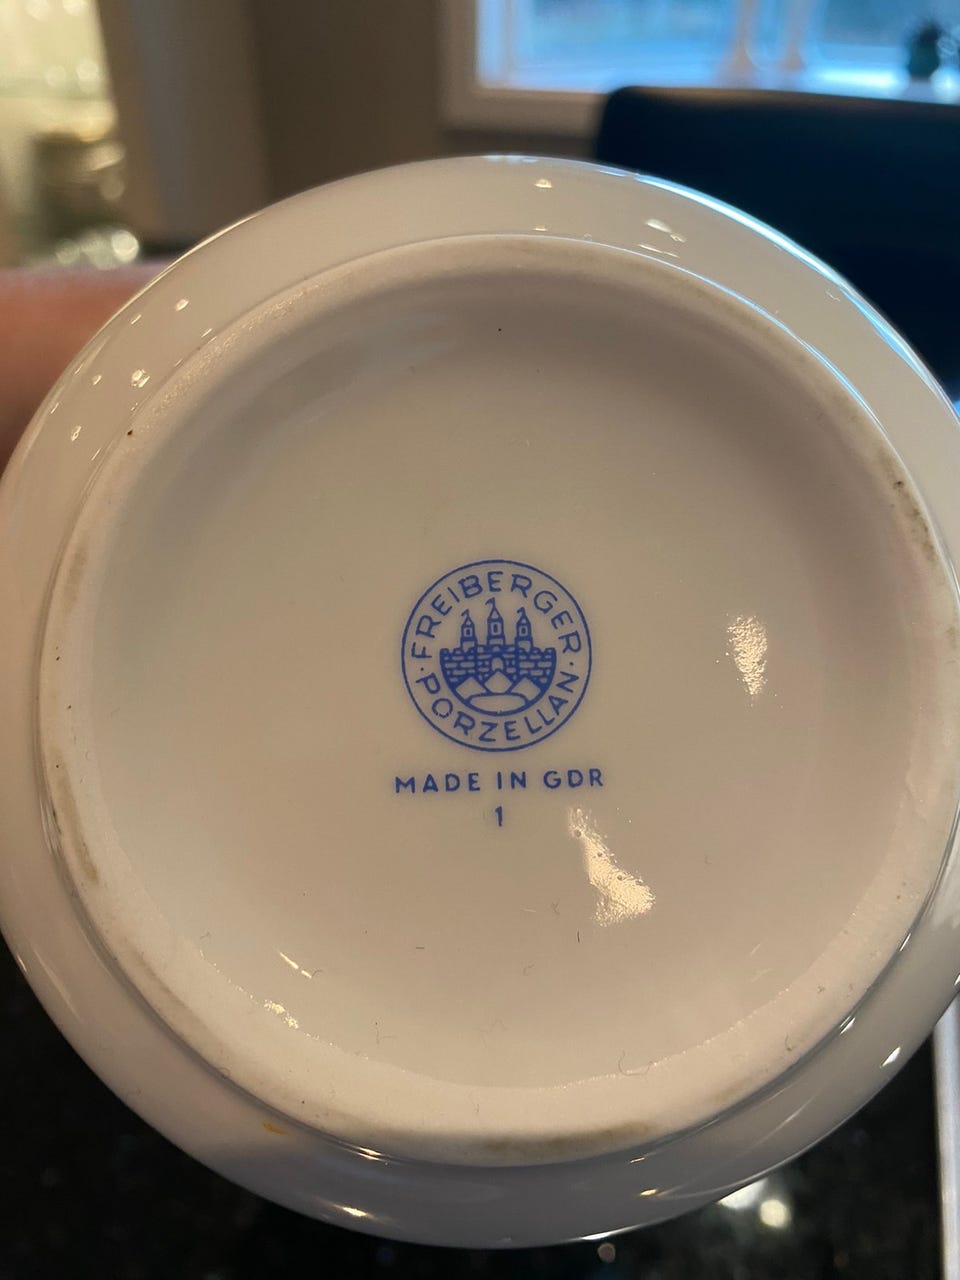 FREIBERGER
PORZELLAN
MADE IN GDR
1